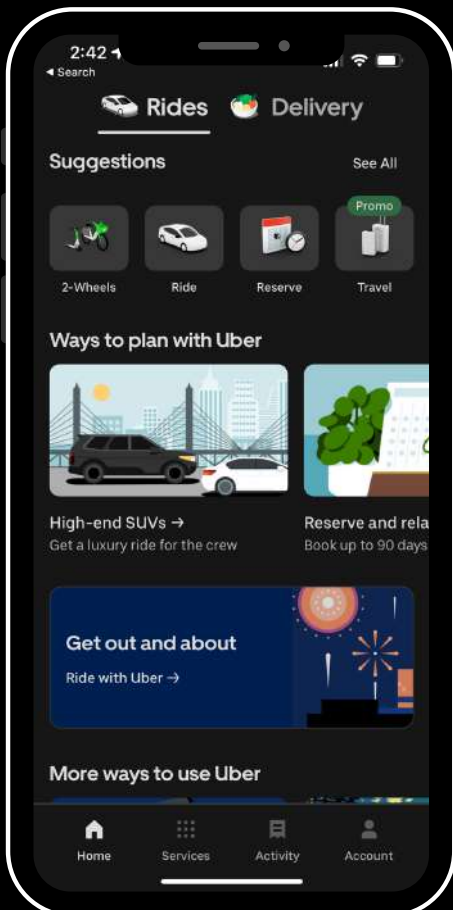 2:42
◀ Search
Rides
Delivery
Suggestions
See All
Promo
2-Wheels
Ride
Reserve
Travel
Ways to plan with Uber
High-end SUVs →
Get a luxury ride for the crew
Reserve and rela
Book up to 90 days
Get out and about
Ride with Uber →
More ways to use Uber
Home
Services
Activity
Account